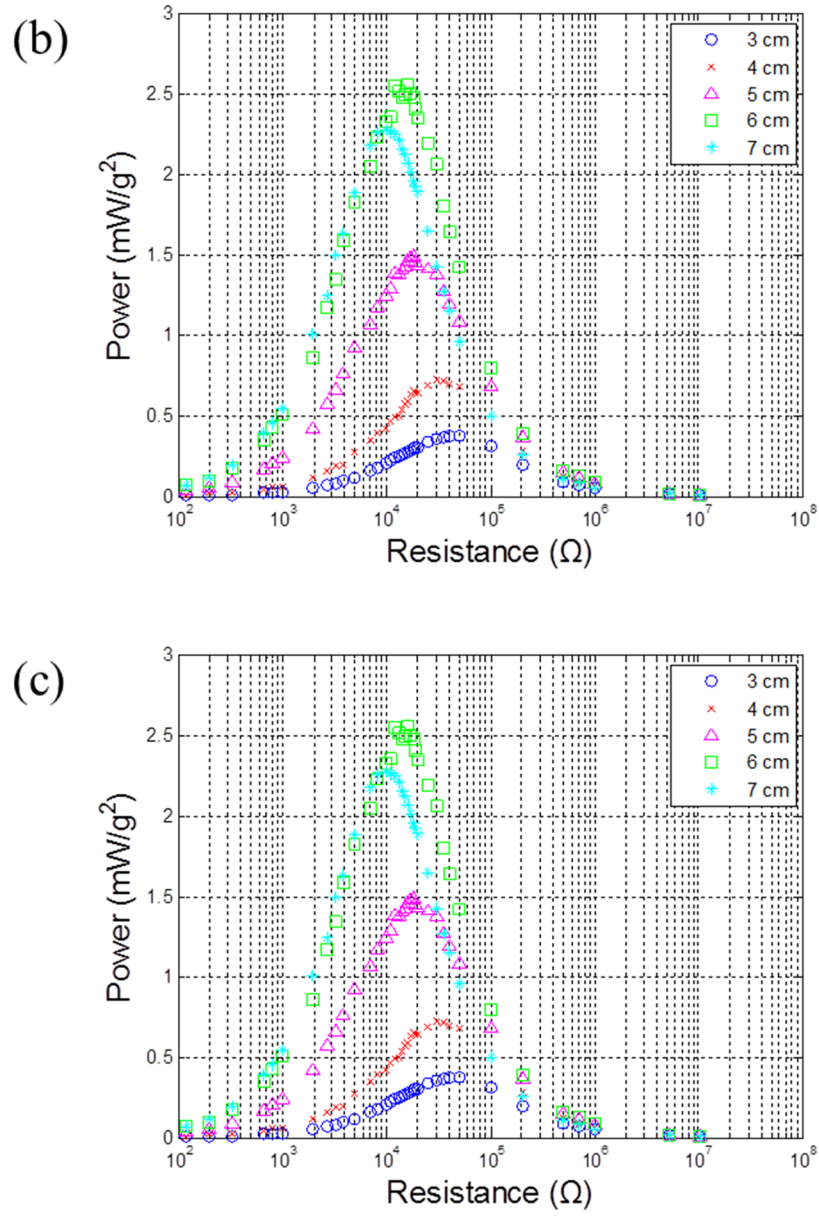 (b)
3
2.5
2
1.5
1
0.5
0
Power (mW/g²)
3 cm
4 cm
5 cm
6 cm
7 cm
10² 10³ 10⁴ 10⁵ 10⁶ 10⁷ 10⁸
Resistance (Ω)
(c)
3
2.5
2
1.5
1
0.5
0
Power (mW/g²)
3 cm
4 cm
5 cm
6 cm
7 cm
10² 10³ 10⁴ 10⁵ 10⁶ 10⁷ 10⁸
Resistance (Ω)